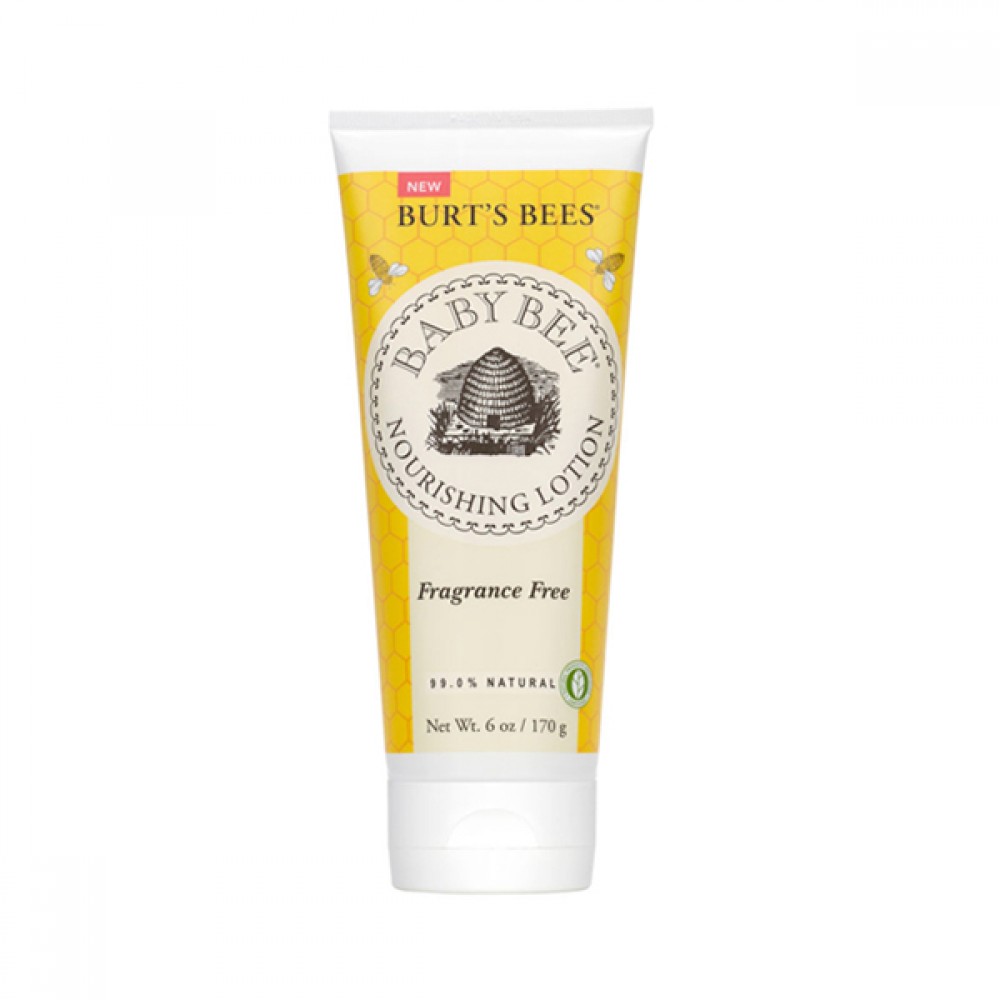 NEW
BURT'S BEES®
BABY BEE®
NOURISHING LOTION
Fragrance Free
99.0% NATURAL
Net Wt. 6 oz / 170 g